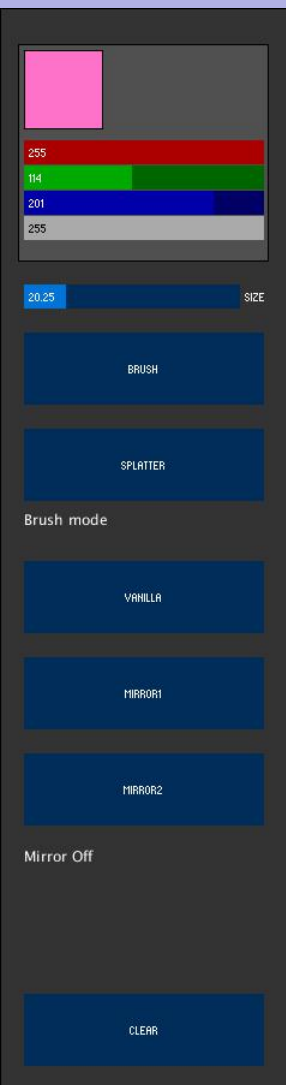 255
114
201
255
20.25 SIZE
BRUSH
SPLATTER
Brush mode
VANILLA
MIRROR1
MIRROR2
Mirror Off
CLEAR